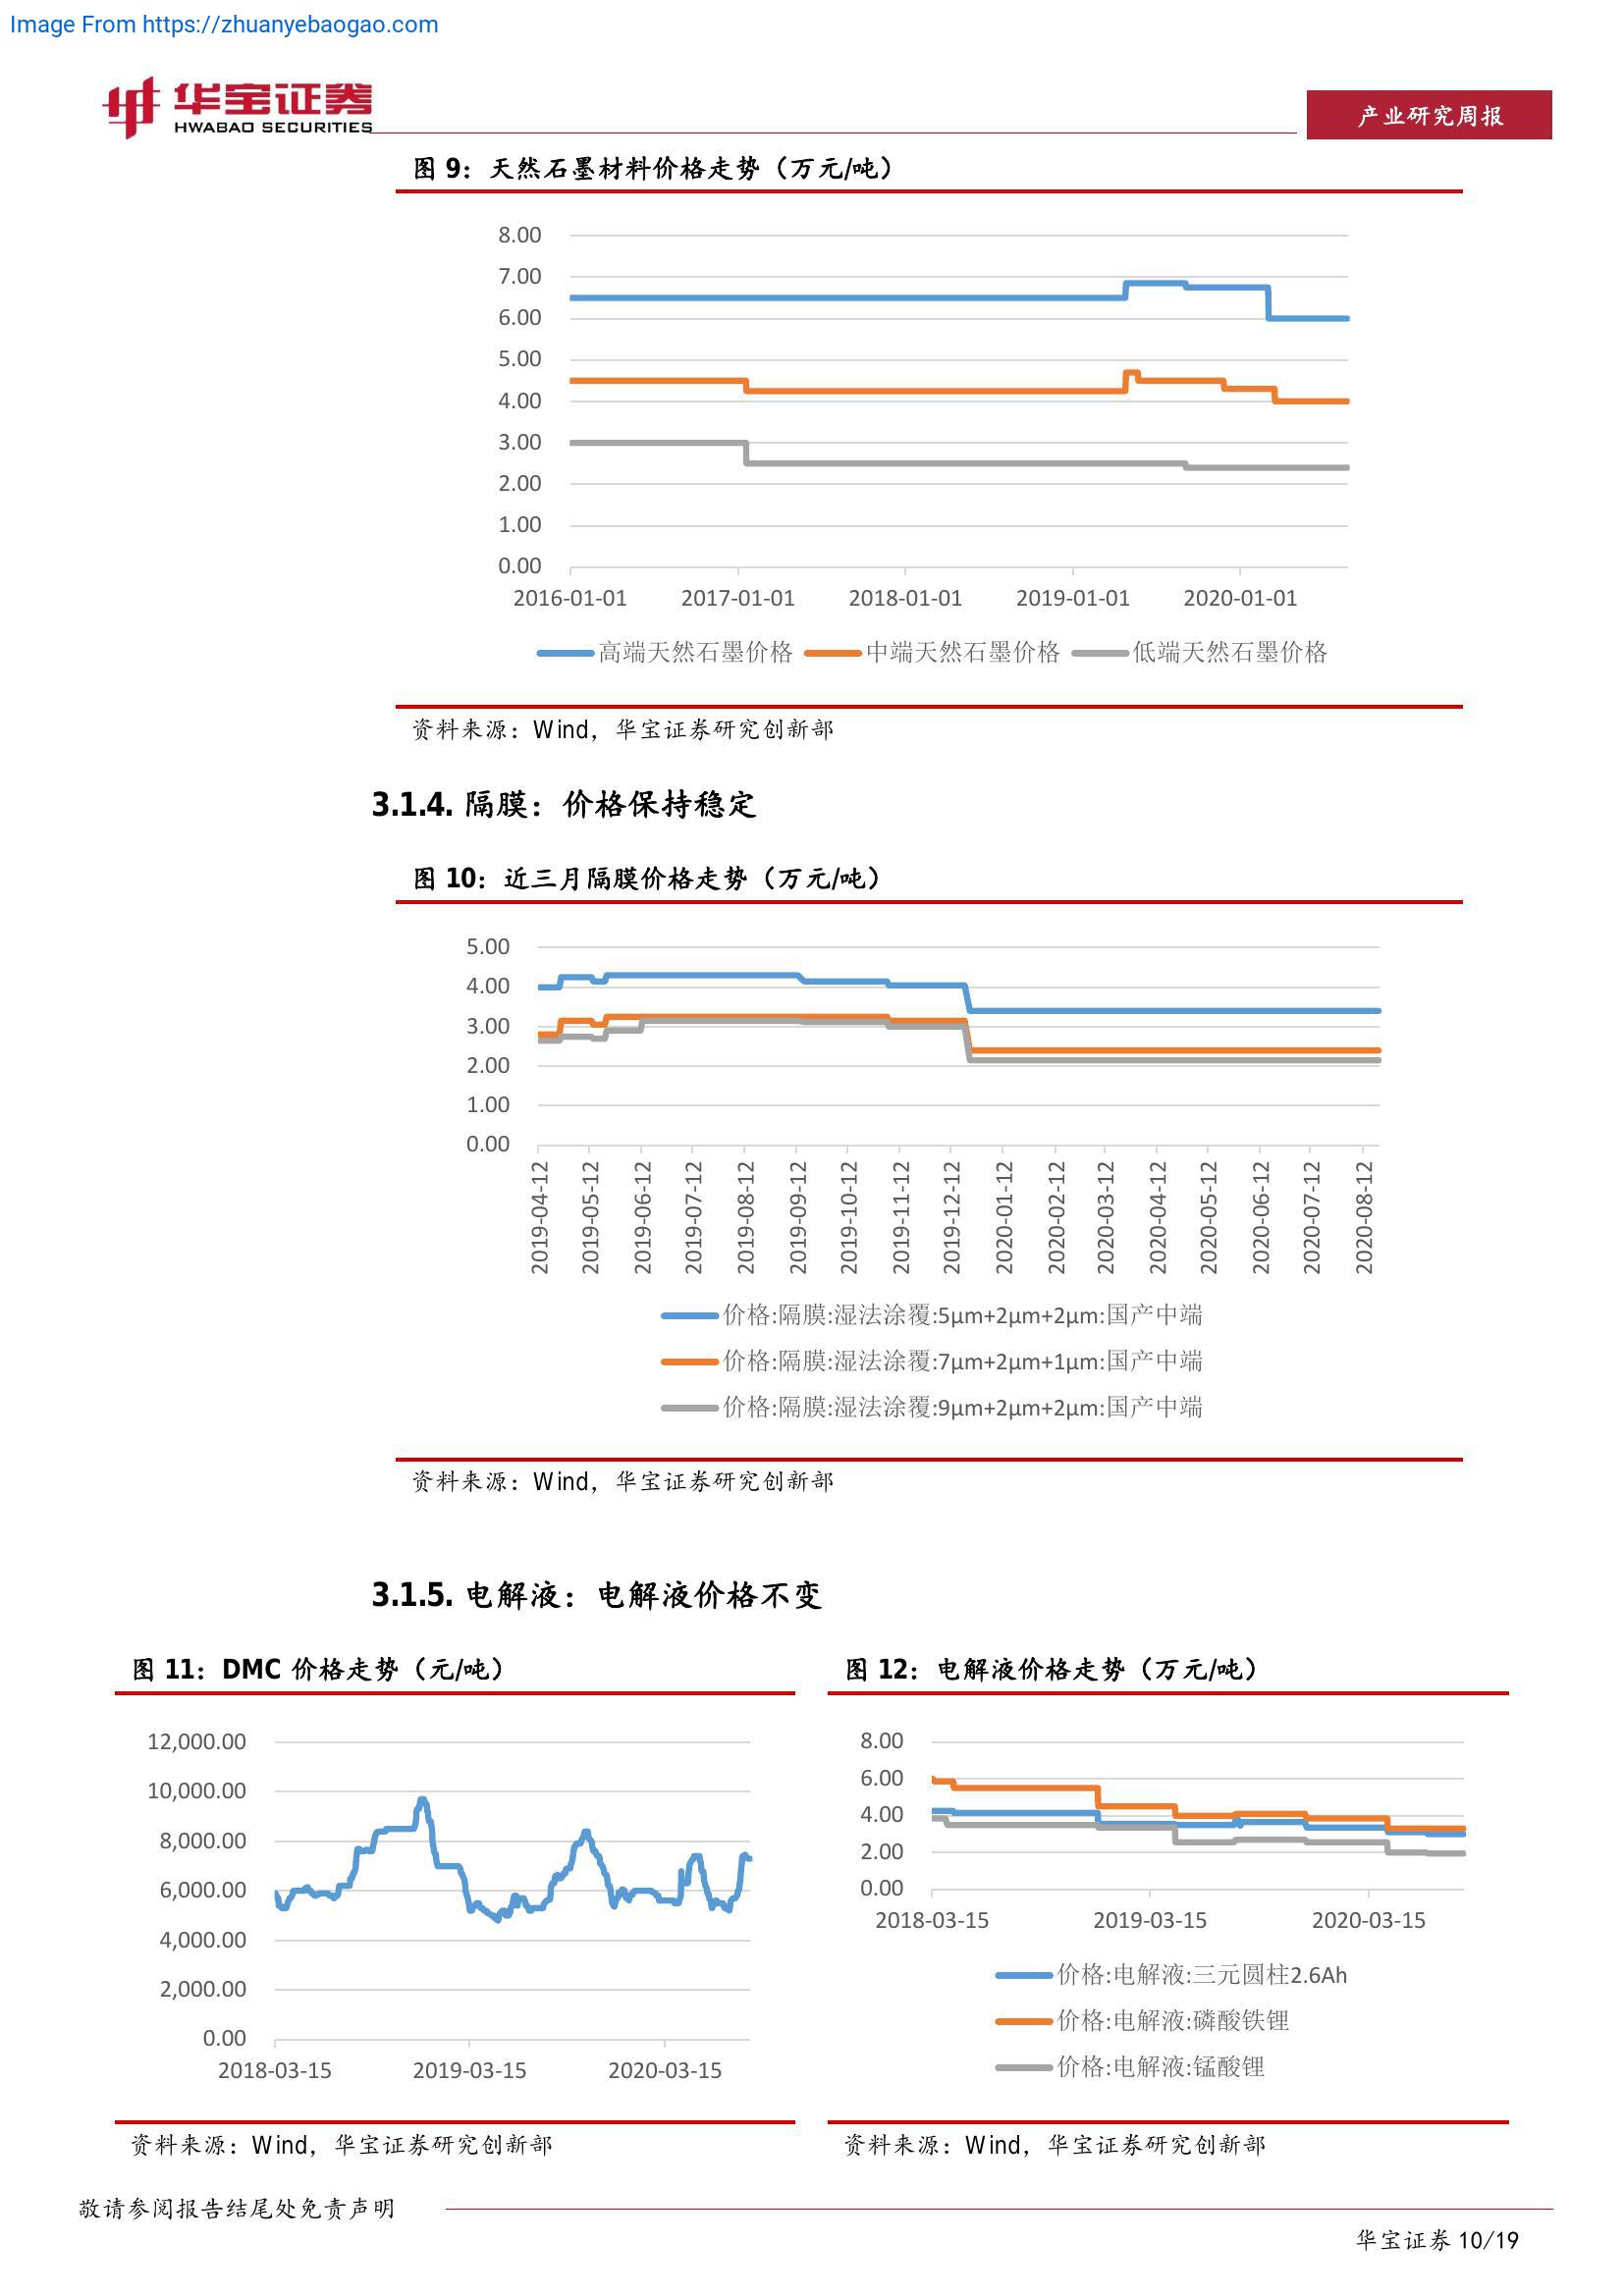 Image From https://zhuanyebaogao.com
华宝证券
HWABAO SECURITIES
产业研究周报
图 9：天然石墨材料价格走势（万元/吨）
8.00
7.00
6.00
5.00
4.00
3.00
2.00
1.00
0.00
2016-01-01 2017-01-01 2018-01-01 2019-01-01 2020-01-01
高端天然石墨价格 中端天然石墨价格 低端天然石墨价格
资料来源：Wind，华宝证券研究创新部
3.1.4. 隔膜：价格保持稳定
图 10：近三月隔膜价格走势（万元/吨）
5.00
4.00
3.00
2.00
1.00
0.00
2019-04-12 2019-05-12 2019-06-12 2019-07-12 2019-08-12 2019-09-12 2019-10-12 2019-11-12 2019-12-12 2020-01-12 2020-02-12 2020-03-12 2020-04-12 2020-05-12 2020-06-12 2020-07-12 2020-08-12
价格:隔膜:湿法涂覆:5μm+2μm+2μm:国产中端
价格:隔膜:湿法涂覆:7μm+2μm+1μm:国产中端
价格:隔膜:湿法涂覆:9μm+2μm+2μm:国产中端
资料来源：Wind，华宝证券研究创新部
3.1.5. 电解液：电解液价格不变
图 11：DMC 价格走势（元/吨）
12,000.00
10,000.00
8,000.00
6,000.00
4,000.00
2,000.00
0.00
2018-03-15 2019-03-15 2020-03-15
资料来源：Wind，华宝证券研究创新部
图 12：电解液价格走势（万元/吨）
8.00
6.00
4.00
2.00
0.00
2018-03-15 2019-03-15 2020-03-15
价格:电解液:三元圆柱2.6Ah
价格:电解液:磷酸铁锂
价格:电解液:锰酸锂
资料来源：Wind，华宝证券研究创新部
敬请参阅报告结尾处免责声明
华宝证券 10/19